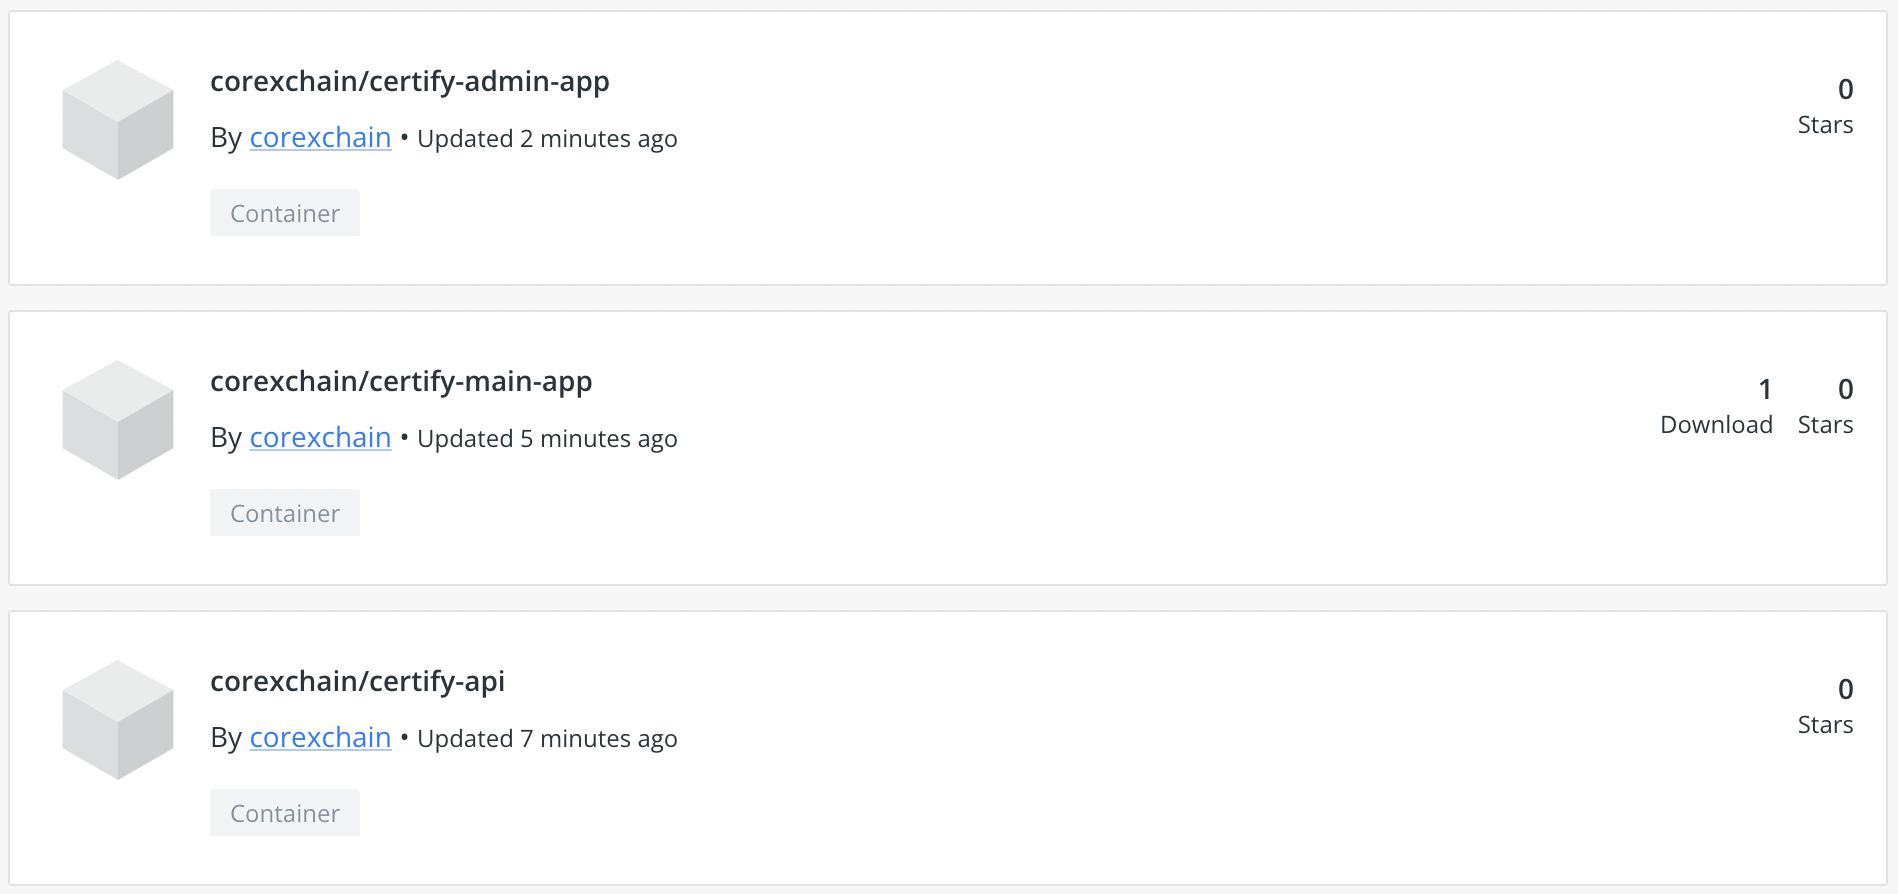 corexchain/certify-admin-app
By corexchain • Updated 2 minutes ago
Container
0
Stars
corexchain/certify-main-app
By corexchain • Updated 5 minutes ago
Container
1 0
Download Stars
corexchain/certify-api
By corexchain • Updated 7 minutes ago
Container
0
Stars